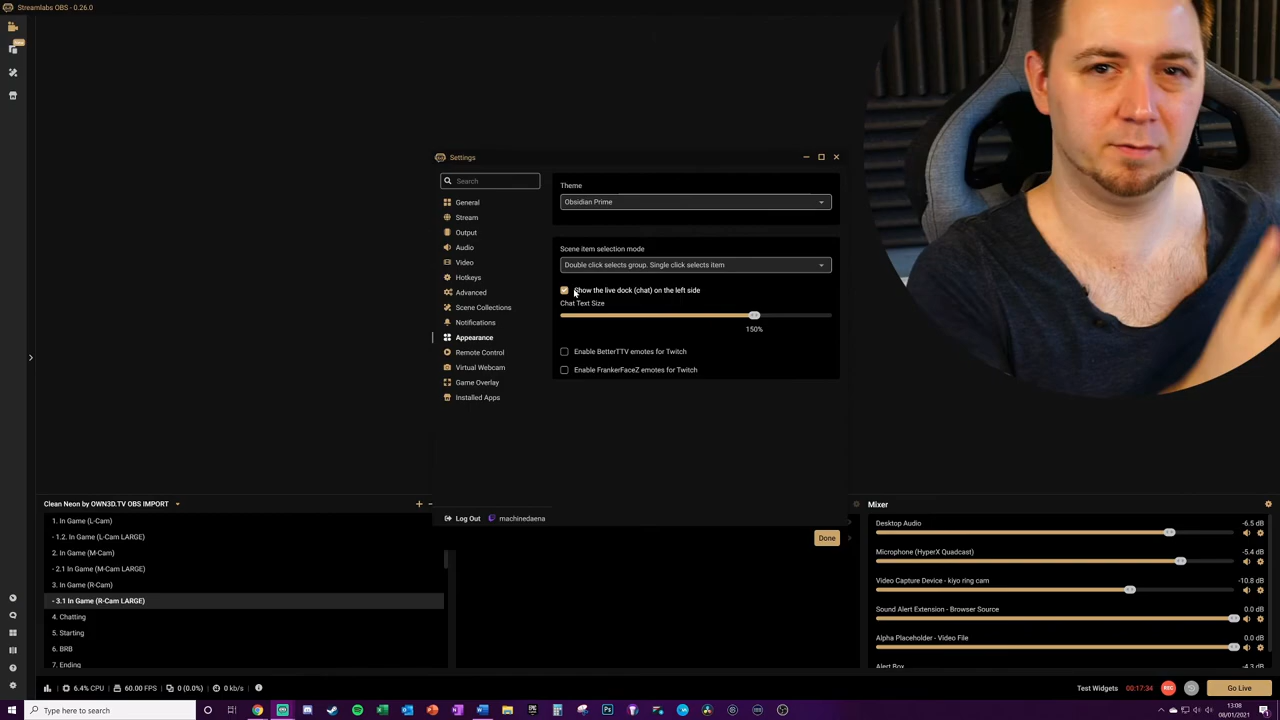 Streamlabs OBS - 0.26.0
Settings
Search
General
Stream
Output
Audio
Video
Hotkeys
Advanced
Scene Collections
Notifications
Appearance
Remote Control
Virtual Webcam
Game Overlay
Installed Apps
Log Out machinedaena
Theme
Obsidian Prime
Scene item selection mode
Double click selects group. Single click selects item
Show the live dock (chat) on the left side
Chat Text Size
150%
Enable BetterTTV emotes for Twitch
Enable FrankerFaceZ emotes for Twitch
Done
Clean Neon by OWN3D.TV OBS IMPORT
1. In Game (L-Cam)
- 1.2. In Game (L-Cam LARGE)
2. In Game (M-Cam)
- 2.1 In Game (M-Cam LARGE)
3. In Game (R-Cam)
- 3.1 In Game (R-Cam LARGE)
4. Chatting
5. Starting
6. BRB
7. Ending
Mixer
Desktop Audio -6.5 dB
Microphone (HyperX Quadcast) -5.4 dB
Video Capture Device - kiyo ring cam -10.8 dB
Sound Alert Extension - Browser Source 0.0 dB
Alpha Placeholder - Video File 0.0 dB
Alert Box -4.3 dB
6.4% CPU 60.00 FPS 0 (0.0%) 0 kb/s
Test Widgets 00:17:34 REC Go Live
Type here to search
13:08
08/01/2021